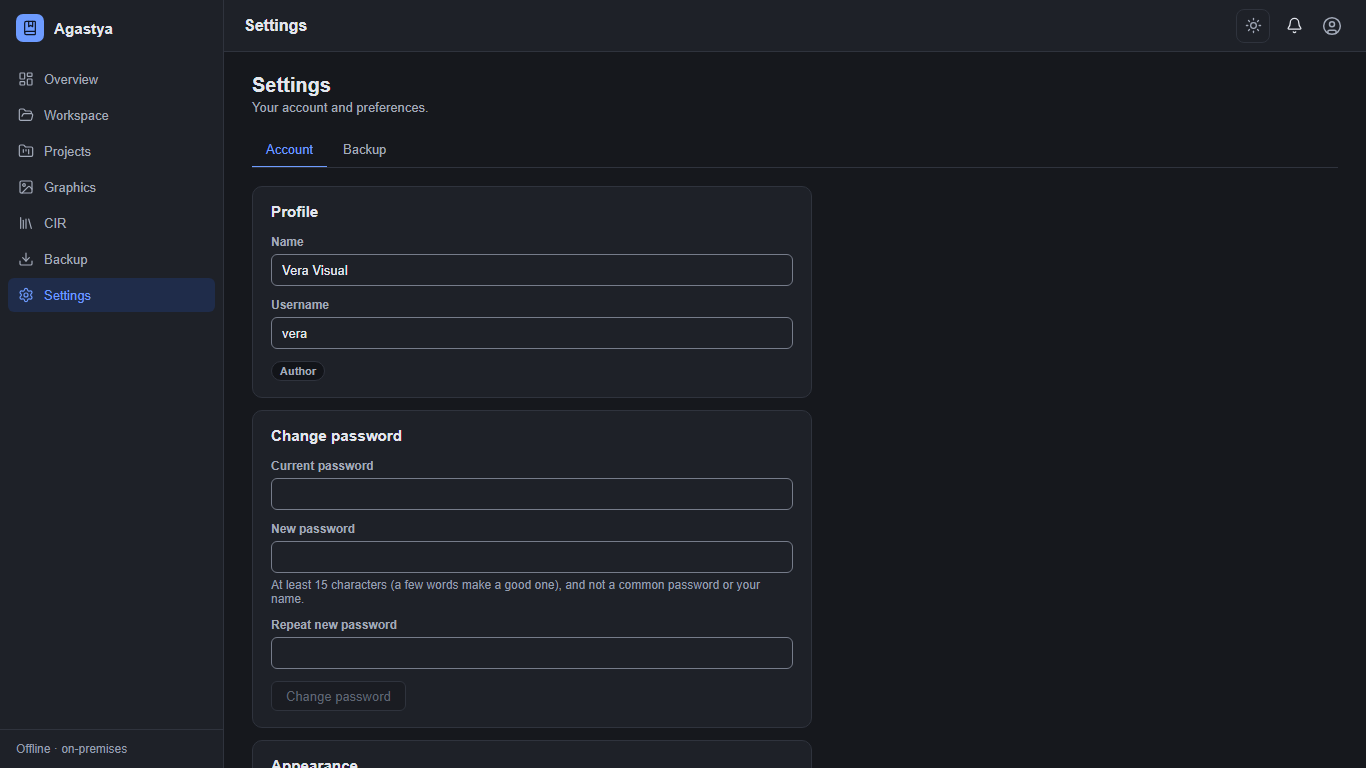 Agastya
Settings
Overview
Workspace
Projects
Graphics
CIR
Backup
Settings
Offline · on-premises
Settings
Your account and preferences.
Account
Backup
Profile
Name
Vera Visual
Username
vera
Author
Change password
Current password
New password
At least 15 characters (a few words make a good one), and not a common password or your
name.
Repeat new password
Change password
Appearance